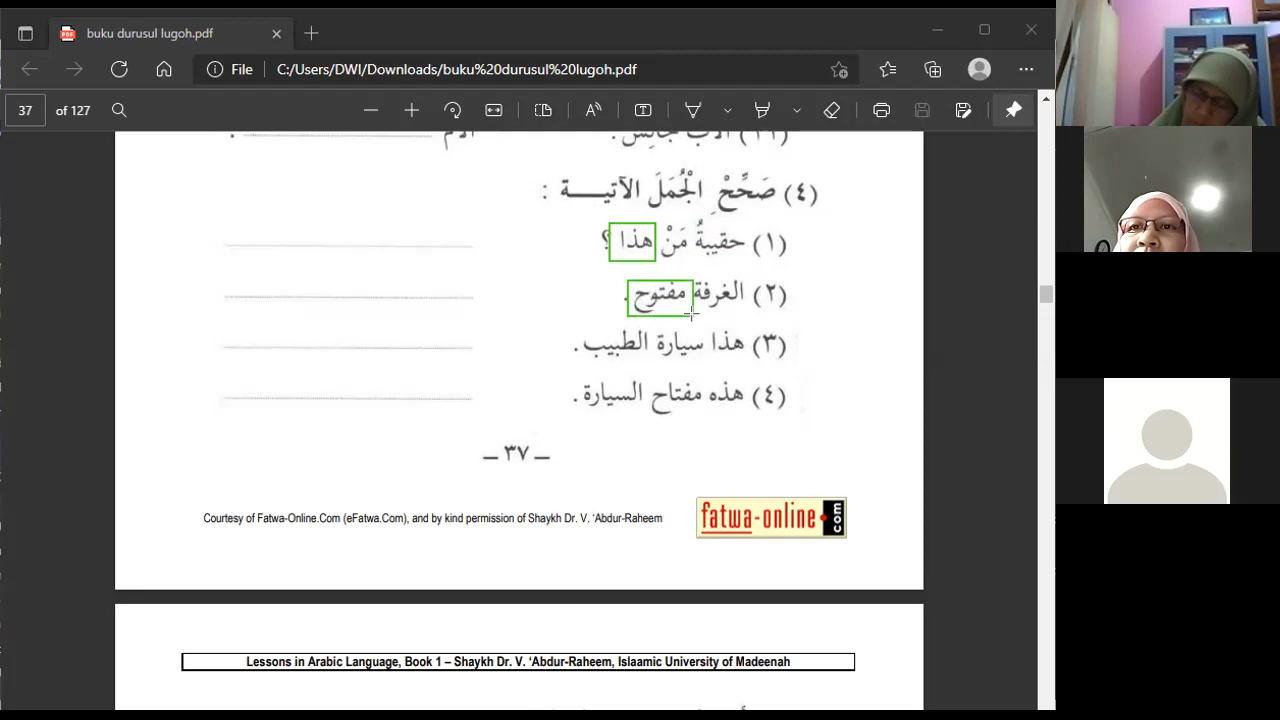 buku durusul lugoh.pdf
File C:/Users/DWI/Downloads/buku%20durusul%20lugoh.pdf
37 of 127
(٤) صَحِّحْ الْجُمَلَ الآتيـــة :
(١) حقيبةُ مَنْ هذا ؟
(٢) الغرفة مفتوح .
(٣) هذا سيارة الطبيب .
(٤) هذه مفتاح السيارة .
— ٣٧ —
Courtesy of Fatwa-Online.Com (eFatwa.Com), and by kind permission of Shaykh Dr. V. ‘Abdur-Raheem
fatwa-online.com
Lessons in Arabic Language, Book 1 – Shaykh Dr. V. ‘Abdur-Raheem, Islaamic University of Madeenah